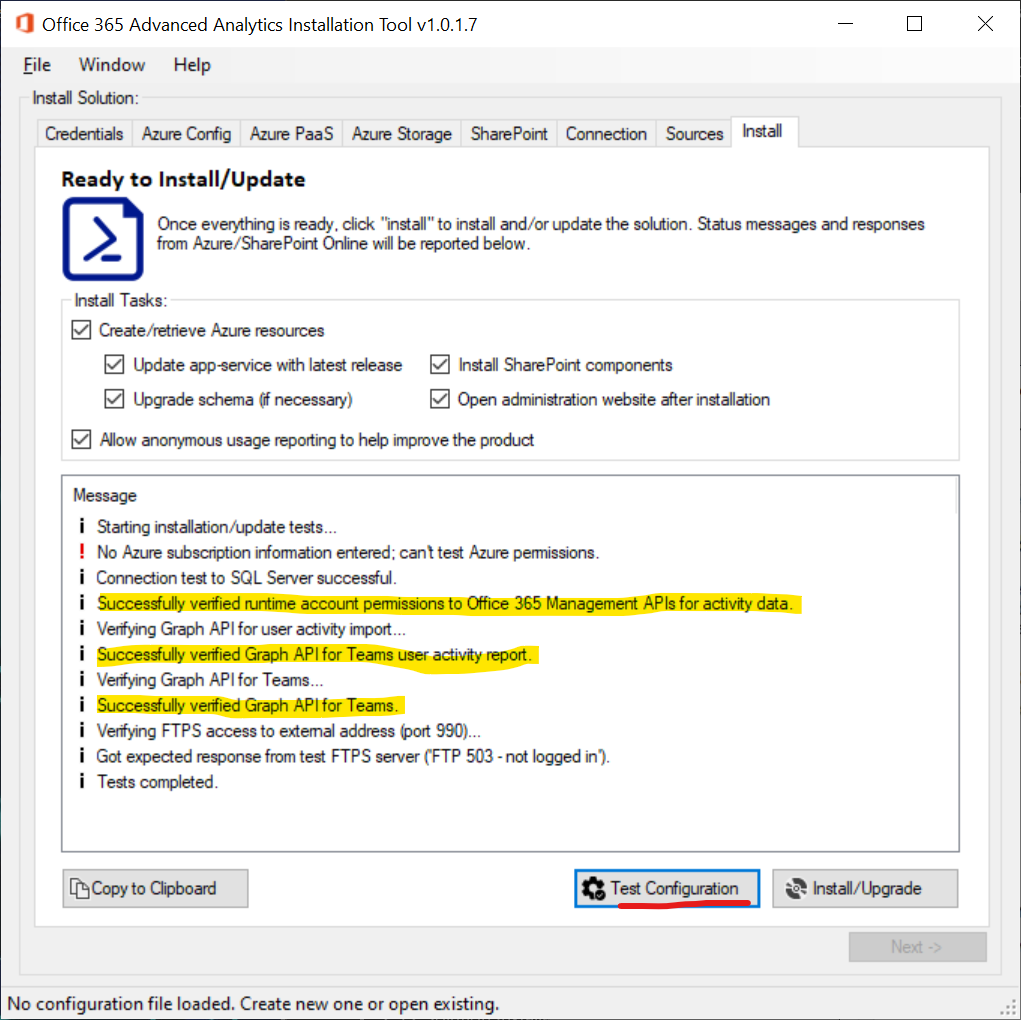 Office 365 Advanced Analytics Installation Tool v1.0.1.7
File Window Help
Install Solution:
Credentials Azure Config Azure PaaS Azure Storage SharePoint Connection Sources Install
Ready to Install/Update
Once everything is ready, click "install" to install and/or update the solution. Status messages and responses
from Azure/SharePoint Online will be reported below.
Install Tasks:
Create/retrieve Azure resources
Update app-service with latest release Install SharePoint components
Upgrade schema (if necessary) Open administration website after installation
Allow anonymous usage reporting to help improve the product
Message
Starting installation/update tests...
No Azure subscription information entered; can't test Azure permissions.
Connection test to SQL Server successful.
Successfully verified runtime account permissions to Office 365 Management APIs for activity data.
Verifying Graph API for user activity import...
Successfully verified Graph API for Teams user activity report.
Verifying Graph API for Teams...
Successfully verified Graph API for Teams.
Verifying FTPS access to external address (port 990)...
Got expected response from test FTPS server ('FTP 503 - not logged in').
Tests completed.
Copy to Clipboard Test Configuration Install/Upgrade
Next ->
No configuration file loaded. Create new one or open existing.